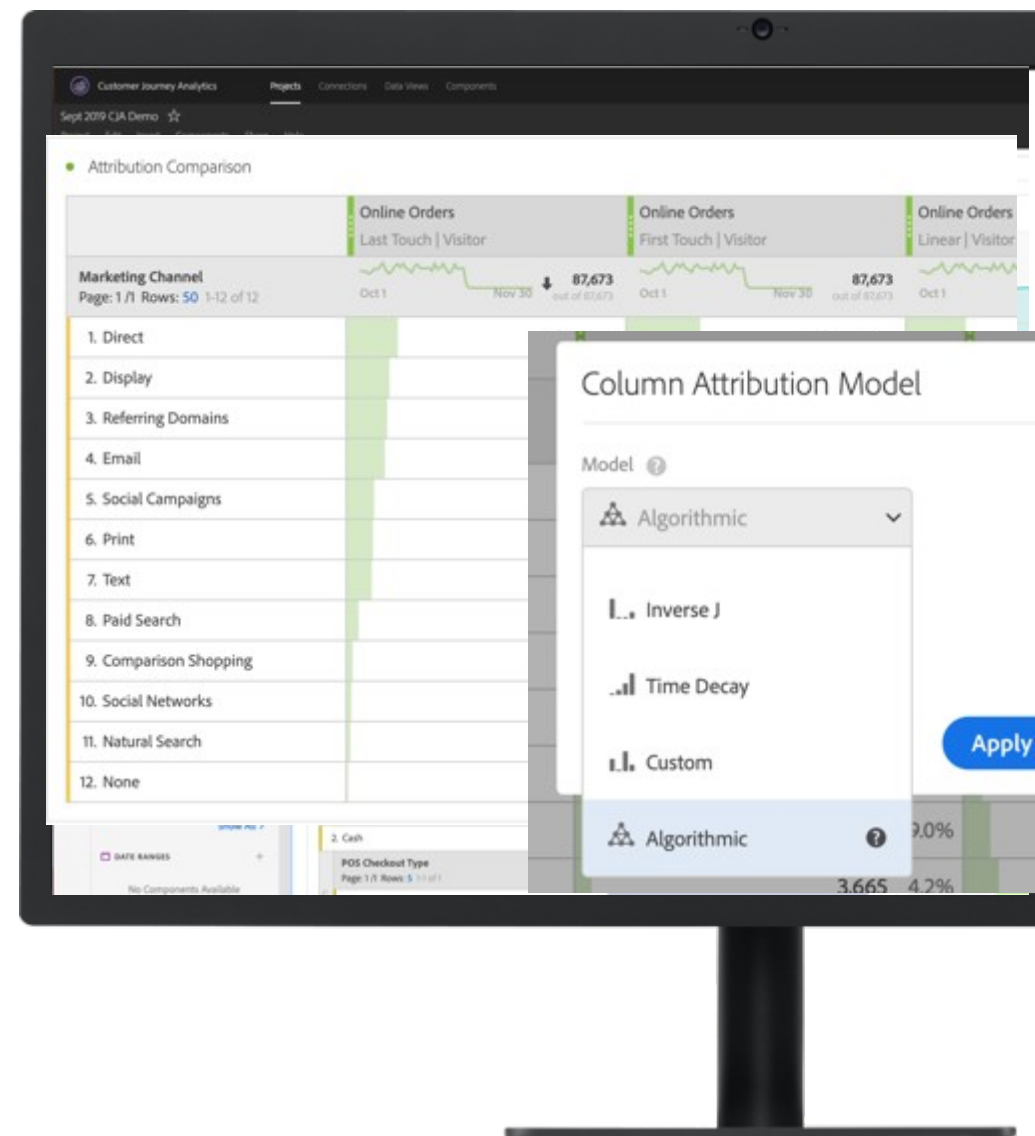 Customer Journey Analytics
Projects Connections Data Views Components
Sept 2019 CJA Demo
Attribution Comparison
Online Orders
Last Touch | Visitor
Online Orders
First Touch | Visitor
Online Orders
Linear | Visitor
Marketing Channel
Page: 1 /1 Rows: 50 1-12 of 12
Oct 1 Nov 30
87,673
out of 87,673
Oct 1 Nov 30
87,673
out of 87,673
Oct 1
1. Direct
2. Display
3. Referring Domains
4. Email
5. Social Campaigns
6. Print
7. Text
8. Paid Search
9. Comparison Shopping
10. Social Networks
11. Natural Search
12. None
Column Attribution Model
Model
Algorithmic
Inverse J
Time Decay
Custom
Algorithmic
Apply
9.0%
3,665 4.2%
DATE RANGES
No Components Available
2. Cash
POS Checkout Type
Page: 1 /1 Rows: 5